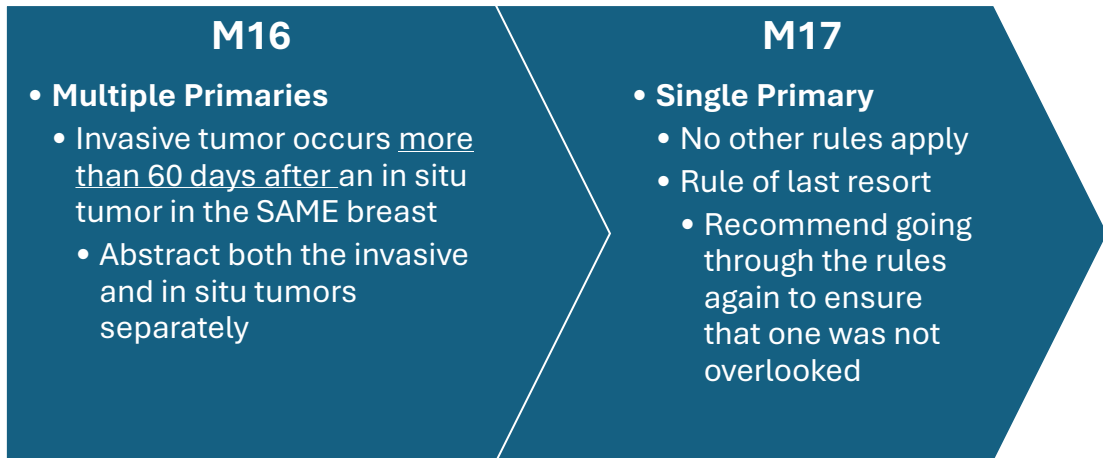 M16
• Multiple Primaries
• Invasive tumor occurs more
than 60 days after an in situ
tumor in the SAME breast
• Abstract both the invasive
and in situ tumors
separately
M17
• Single Primary
• No other rules apply
• Rule of last resort
• Recommend going
through the rules
again to ensure
that one was not
overlooked